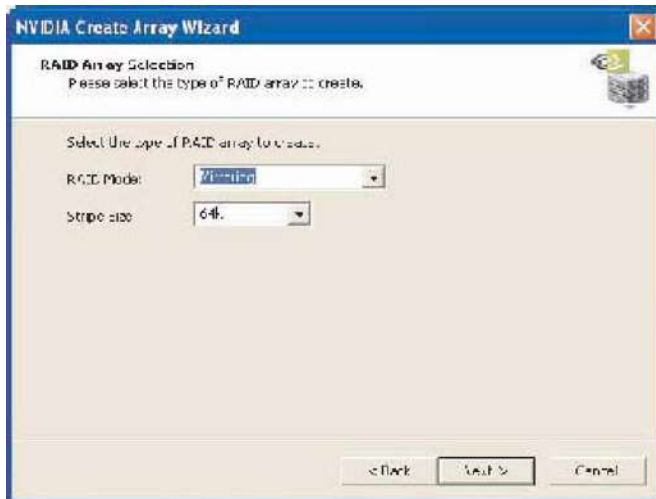 NVIDIA Create Array Wizard
RAID Array Selection
Please select the type of RAID array to create.
Select the type of RAID array to create.
RAID Mode:
Mirroring
Stripe Size
64k
< Back
Next >
Cancel